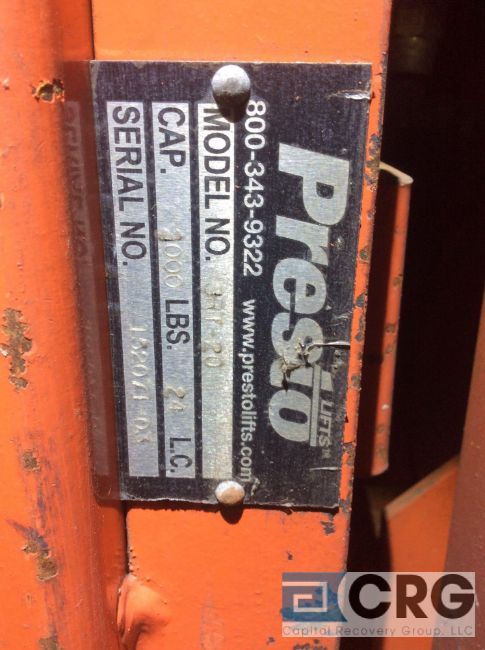 Presto
LIFTS™
800-343-9322 www.prestolifts.com
MODEL NO.
CAP. LBS. 24 L.C.
SERIAL NO.
CRG
Capital Recovery Group, LLC